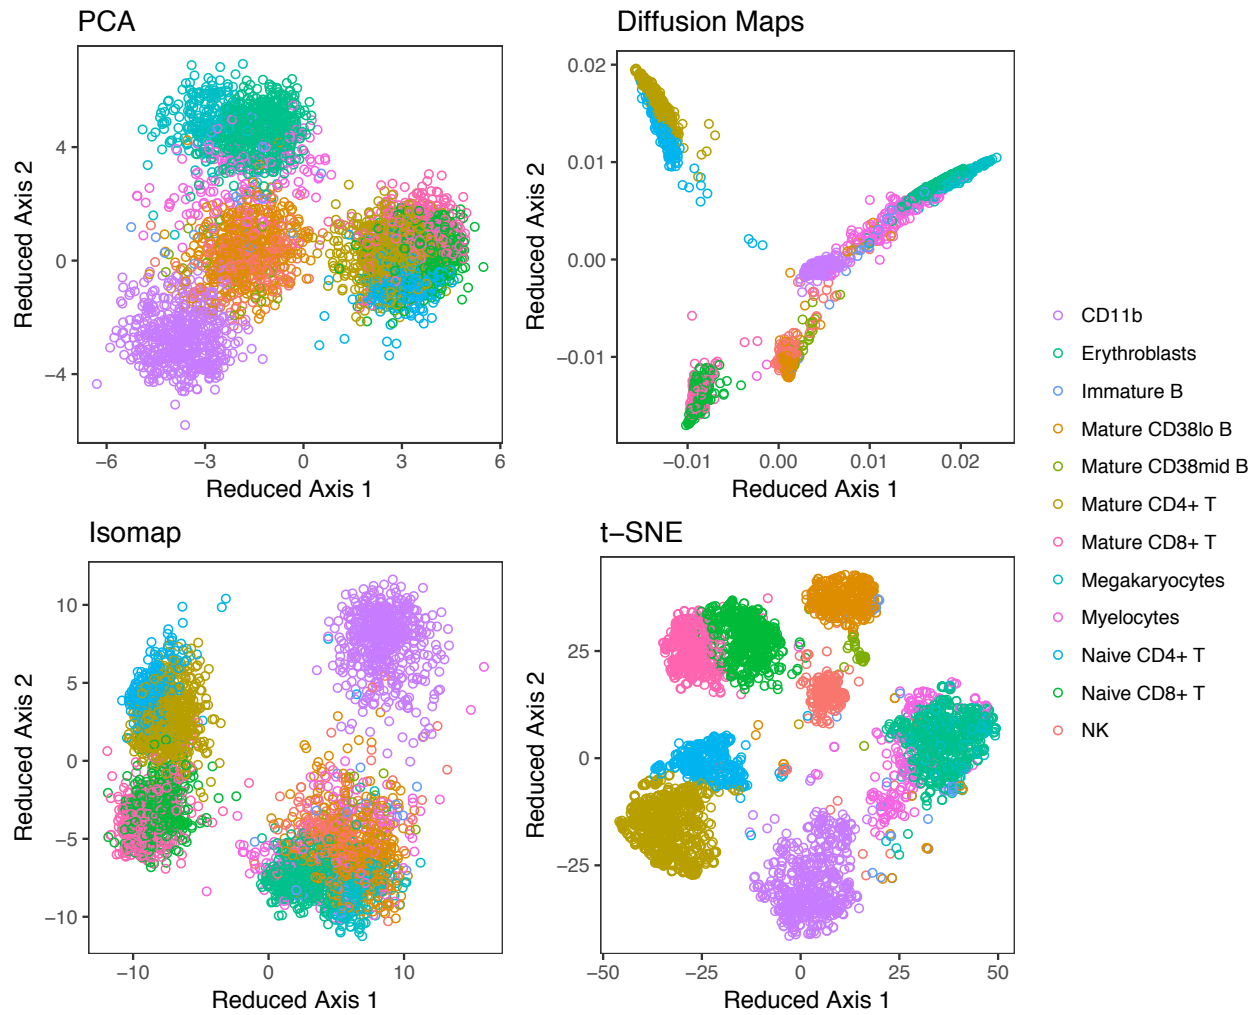 PCA
4
0
−4
−6
−3
0
3
6
Reduced Axis 1
Reduced Axis 2
Diffusion Maps
0.02
0.01
0.00
−0.01
−0.01
0.00
0.01
0.02
Reduced Axis 1
Reduced Axis 2
Isomap
10
5
0
−5
−10
−10
0
10
Reduced Axis 1
Reduced Axis 2
t−SNE
25
0
−25
−50
−25
0
25
50
Reduced Axis 1
Reduced Axis 2
CD11b
Erythroblasts
Immature B
Mature CD38lo B
Mature CD38mid B
Mature CD4+ T
Mature CD8+ T
Megakaryocytes
Myelocytes
Naive CD4+ T
Naive CD8+ T
NK